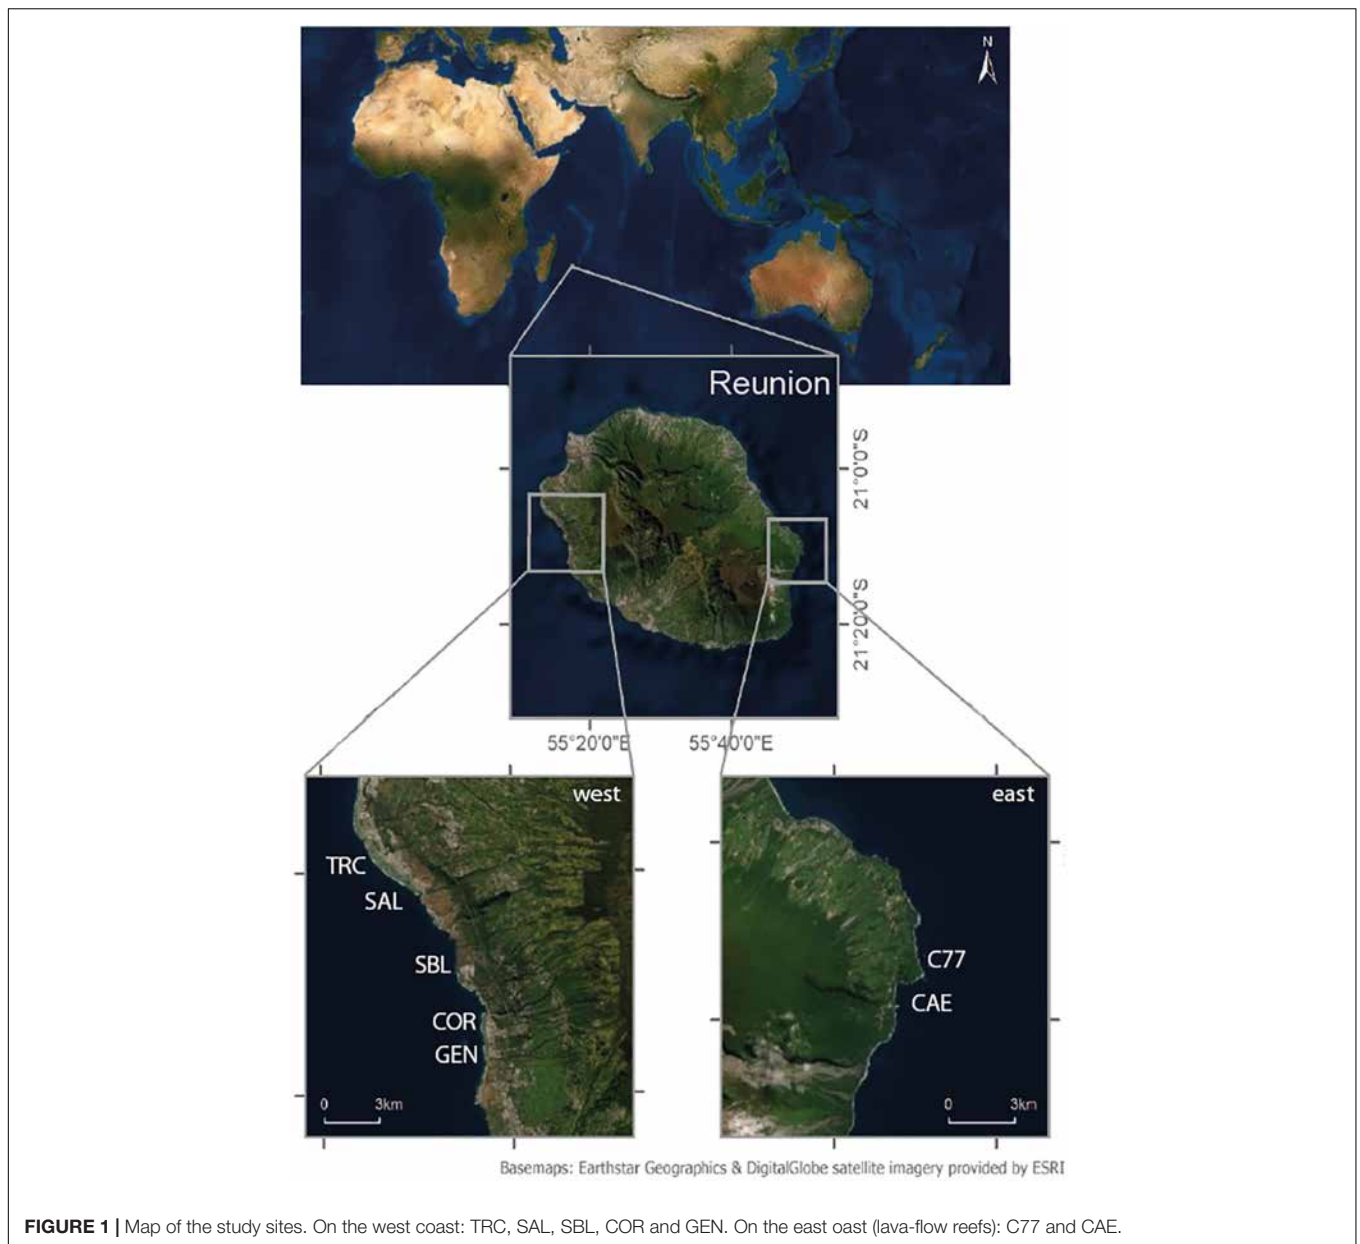 N
Reunion
21°0'0"S
21°20'0"S
55°20'0"E 55°40'0"E
west
TRC
SAL
SBL
COR
GEN
0 3km
east
C77
CAE
0 3km
Basemaps: Earthstar Geographics & DigitalGlobe satellite imagery provided by ESRI
FIGURE 1 | Map of the study sites. On the west coast: TRC, SAL, SBL, COR and GEN. On the east oast (lava-flow reefs): C77 and CAE.